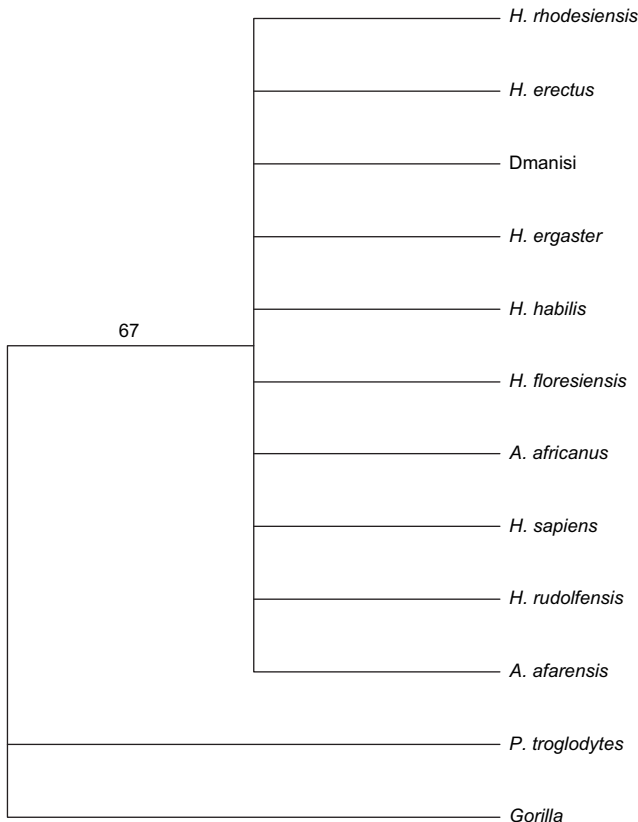 H. rhodesiensis
H. erectus
Dmanisi
H. ergaster
H. habilis
67
H. floresiensis
A. africanus
H. sapiens
H. rudolfensis
A. afarensis
P. troglodytes
Gorilla